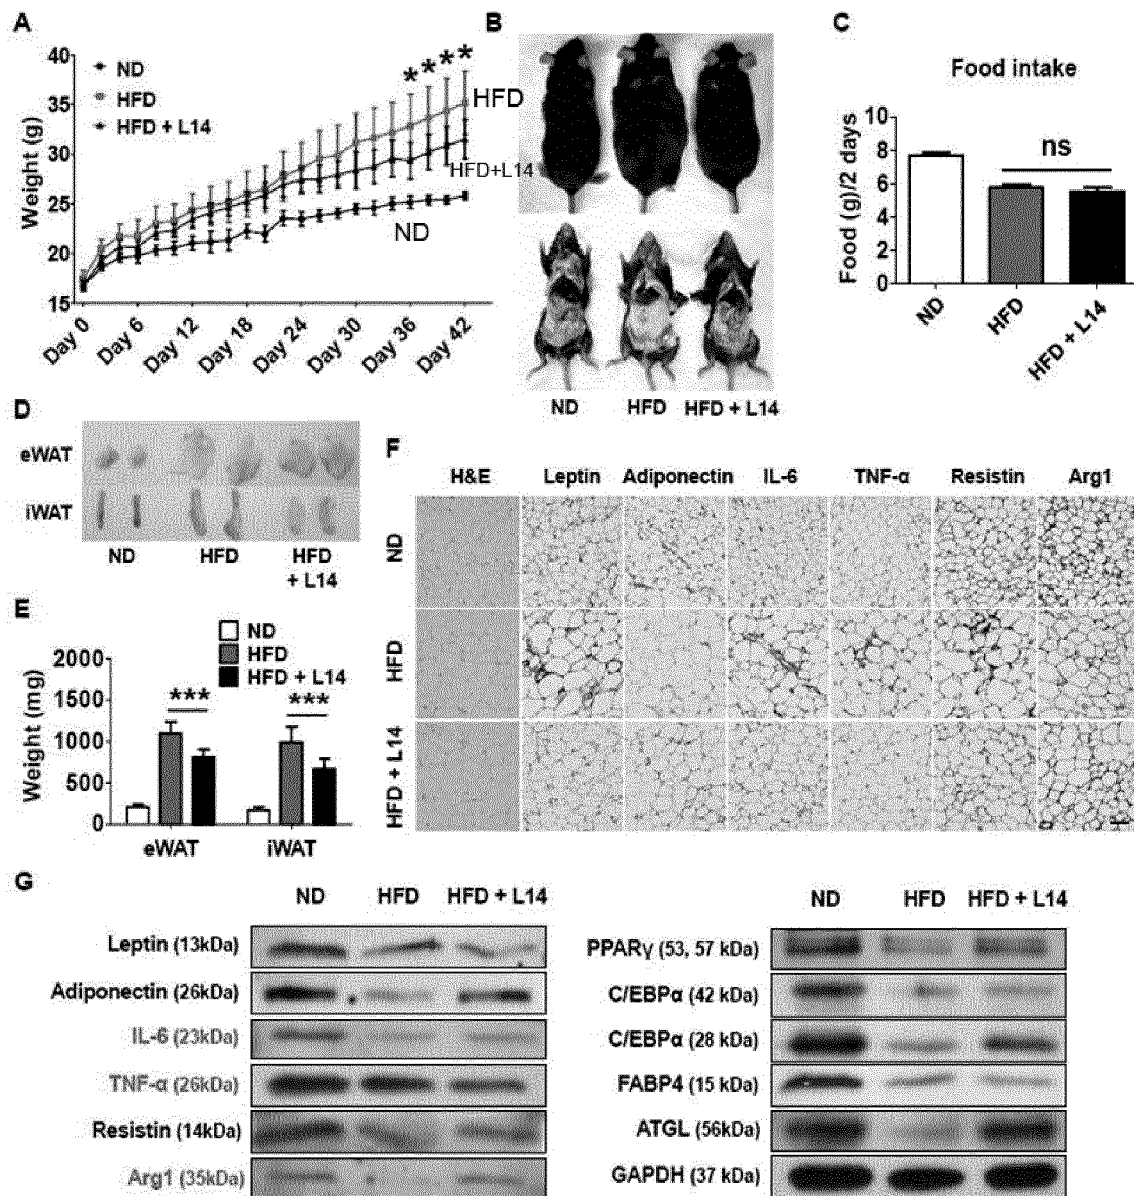 A
Weight (g)
40
35
30
25
20
15
ND
HFD
HFD + L14
****
HFD
HFD+L14
ND
Day 0
Day 6
Day 12
Day 18
Day 24
Day 30
Day 36
Day 42
B
ND HFD HFD + L14
C
Food intake
Food (g)/2 days
10
8
6
4
2
0
ns
ND
HFD
HFD + L14
D
eWAT
iWAT
ND HFD HFD
+ L14
E
ND
HFD
HFD + L14
Weight (mg)
2000
1500
1000
500
0
*** ***
eWAT iWAT
F
H&E Leptin Adiponectin IL-6 TNF-α Resistin Arg1
ND
HFD
HFD + L14
G
ND HFD HFD + L14
Leptin (13kDa)
Adiponectin (26kDa)
IL-6 (23kDa)
TNF-α (26kDa)
Resistin (14kDa)
Arg1 (35kDa)
ND HFD HFD + L14
PPARγ (53, 57 kDa)
C/EBPα (42 kDa)
C/EBPα (28 kDa)
FABP4 (15 kDa)
ATGL (56kDa)
GAPDH (37 kDa)